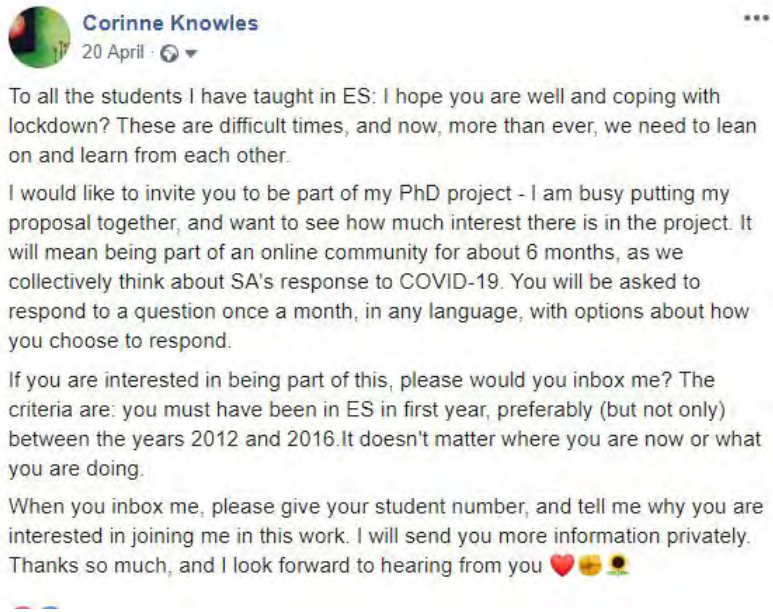 Corinne Knowles
20 April
To all the students I have taught in ES: I hope you are well and coping with
lockdown? These are difficult times, and now, more than ever, we need to lean
on and learn from each other.
I would like to invite you to be part of my PhD project - I am busy putting my
proposal together, and want to see how much interest there is in the project. It
will mean being part of an online community for about 6 months, as we
collectively think about SA's response to COVID-19. You will be asked to
respond to a question once a month, in any language, with options about how
you choose to respond.
If you are interested in being part of this, please would you inbox me? The
criteria are: you must have been in ES in first year, preferably (but not only)
between the years 2012 and 2016.It doesn't matter where you are now or what
you are doing.
When you inbox me, please give your student number, and tell me why you are
interested in joining me in this work. I will send you more information privately.
Thanks so much, and I look forward to hearing from you ❤️✊🌻